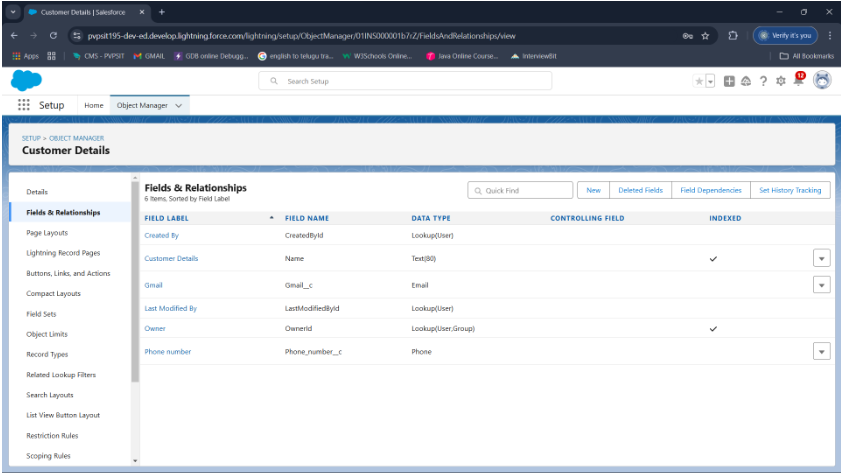 Customer Details | Salesforce
pvpsit195-dev-ed.develop.lightning.force.com/lightning/setup/ObjectManager/01INS000001b7rZ/FieldsAndRelationships/view
Verify it's you
Apps CMS - PVPSIT GMAIL GDB online Debugg... english to telugu tra... W3Schools Online... Java Online Course... InterviewBit All Bookmarks
Search Setup
12
Setup Home Object Manager
SETUP > OBJECT MANAGER
Customer Details
Details
Fields & Relationships
Page Layouts
Lightning Record Pages
Buttons, Links, and Actions
Compact Layouts
Field Sets
Object Limits
Record Types
Related Lookup Filters
Search Layouts
List View Button Layout
Restriction Rules
Scoping Rules
Fields & Relationships
6 Items, Sorted by Field Label
Quick Find New Deleted Fields Field Dependencies Set History Tracking
FIELD LABEL FIELD NAME DATA TYPE CONTROLLING FIELD INDEXED
Created By CreatedById Lookup(User)
Customer Details Name Text(80)
Gmail Gmail__c Email
Last Modified By LastModifiedById Lookup(User)
Owner OwnerId Lookup(User,Group)
Phone number Phone_number__c Phone